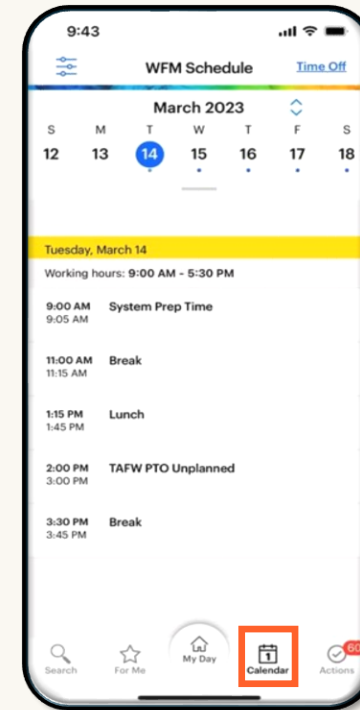 9:43
WFM Schedule Time Off
March 2023
S M T W T F S
12 13 14 15 16 17 18
Tuesday, March 14
Working hours: 9:00 AM - 5:30 PM
9:00 AM System Prep Time
9:05 AM
11:00 AM Break
11:15 AM
1:15 PM Lunch
1:45 PM
2:00 PM TAFW PTO Unplanned
3:00 PM
3:30 PM Break
3:45 PM
1
60
Search For Me My Day Calendar Actions